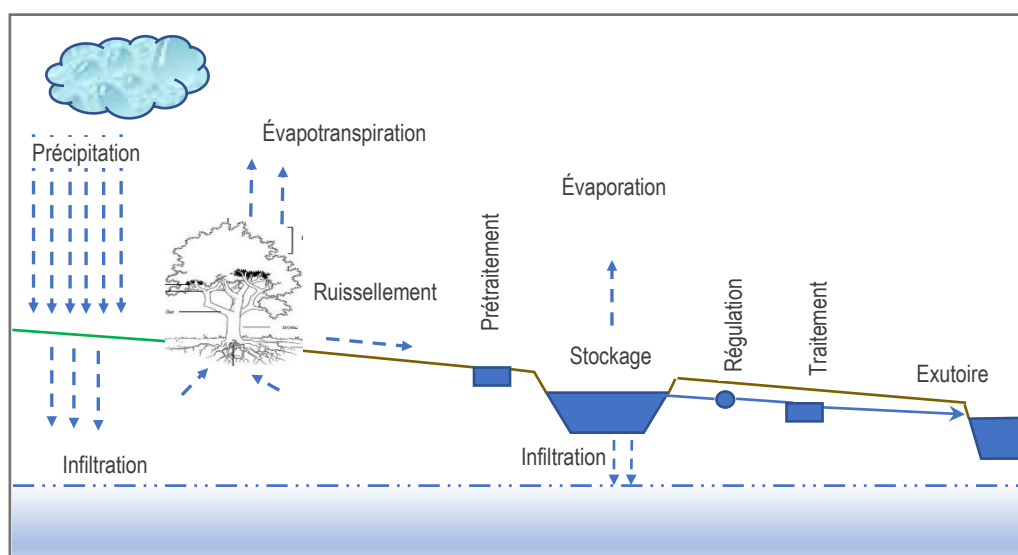 Précipitation
Évapotranspiration
Évaporation
Ruissellement
Prétraitement
Stockage
Régulation
Traitement
Exutoire
Infiltration
Infiltration